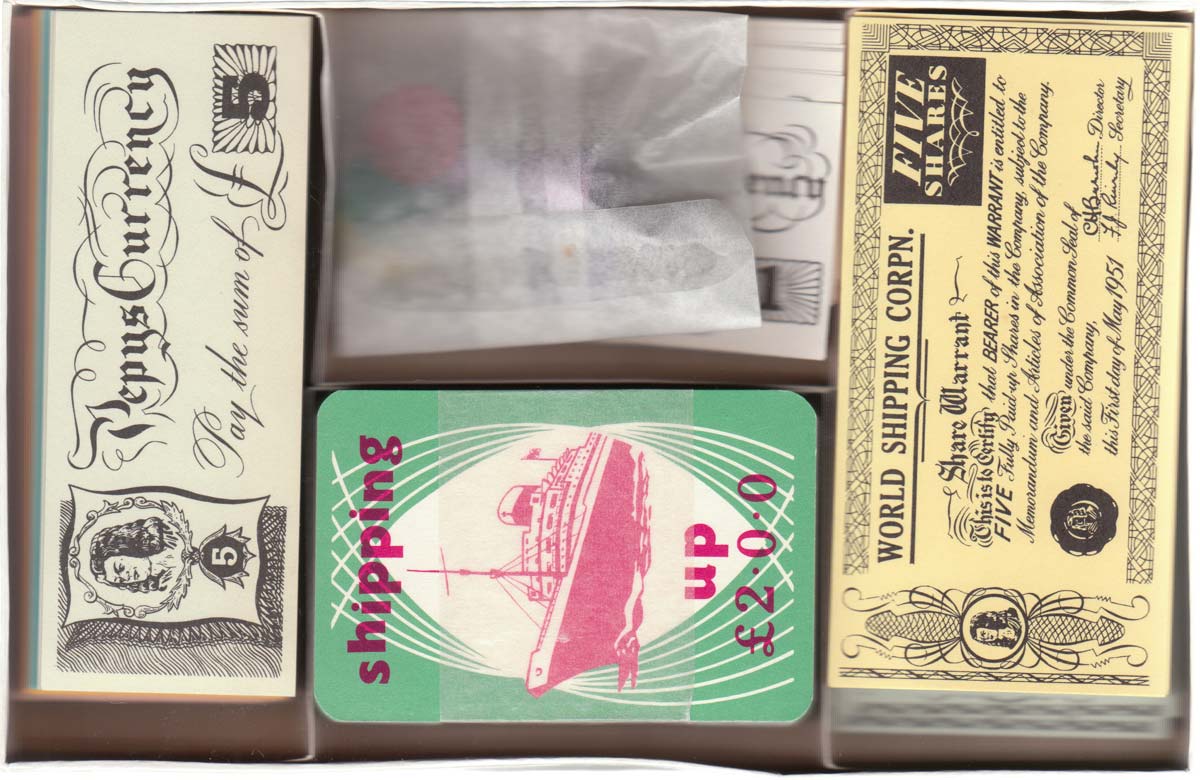 Pepys Currency
Pay the sum of £5
5
1
shipping
up
£2.0.0
FIVE
SHARES
WORLD SHIPPING CORPN.
Share Warrant
This is to Certify that BEARER of this WARRANT is entitled to
FIVE Fully Paid-up Shares in the Company, subject to the
Memorandum and Articles of Association of the Company.
Given under the Common Seal of
the said Company,
this First day of May 1951
Director
Secretary